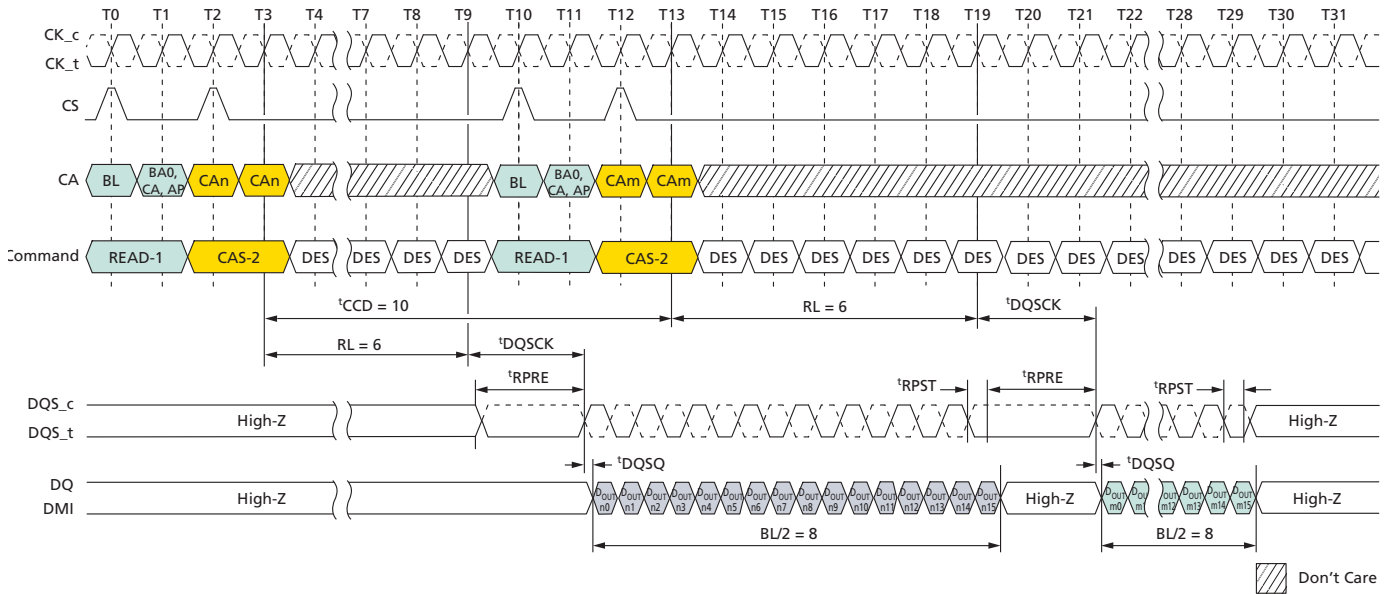 T0 T1 T2 T3 T4 T7 T8 T9 T10 T11 T12 T13 T14 T15 T16 T17 T18 T19 T20 T21 T22 T28 T29 T30 T31
CK_c
CK_t
CS
CA BL BA0, CA, AP CAn CAn BL BA0, CA, AP CAm CAm
Command READ-1 CAS-2 DES DES DES DES READ-1 CAS-2 DES DES DES DES DES DES DES DES DES DES DES DES DES
tCCD = 10 RL = 6 tDQSCK
RL = 6 tDQSCK
tRPRE tRPST tRPRE tRPST
DQS_c
DQS_t
High-Z High-Z
tDQSQ tDQSQ
DQ
DMI
High-Z DOUT n0 DOUT n1 DOUT n2 DOUT n3 DOUT n4 DOUT n5 DOUT n6 DOUT n7 DOUT n8 DOUT n9 DOUT n10 DOUT n11 DOUT n12 DOUT n13 DOUT n14 DOUT n15 High-Z DOUT m0 DOUT m1 DOUT m12 DOUT m13 DOUT m14 DOUT m15 High-Z
BL/2 = 8 BL/2 = 8
Don't Care